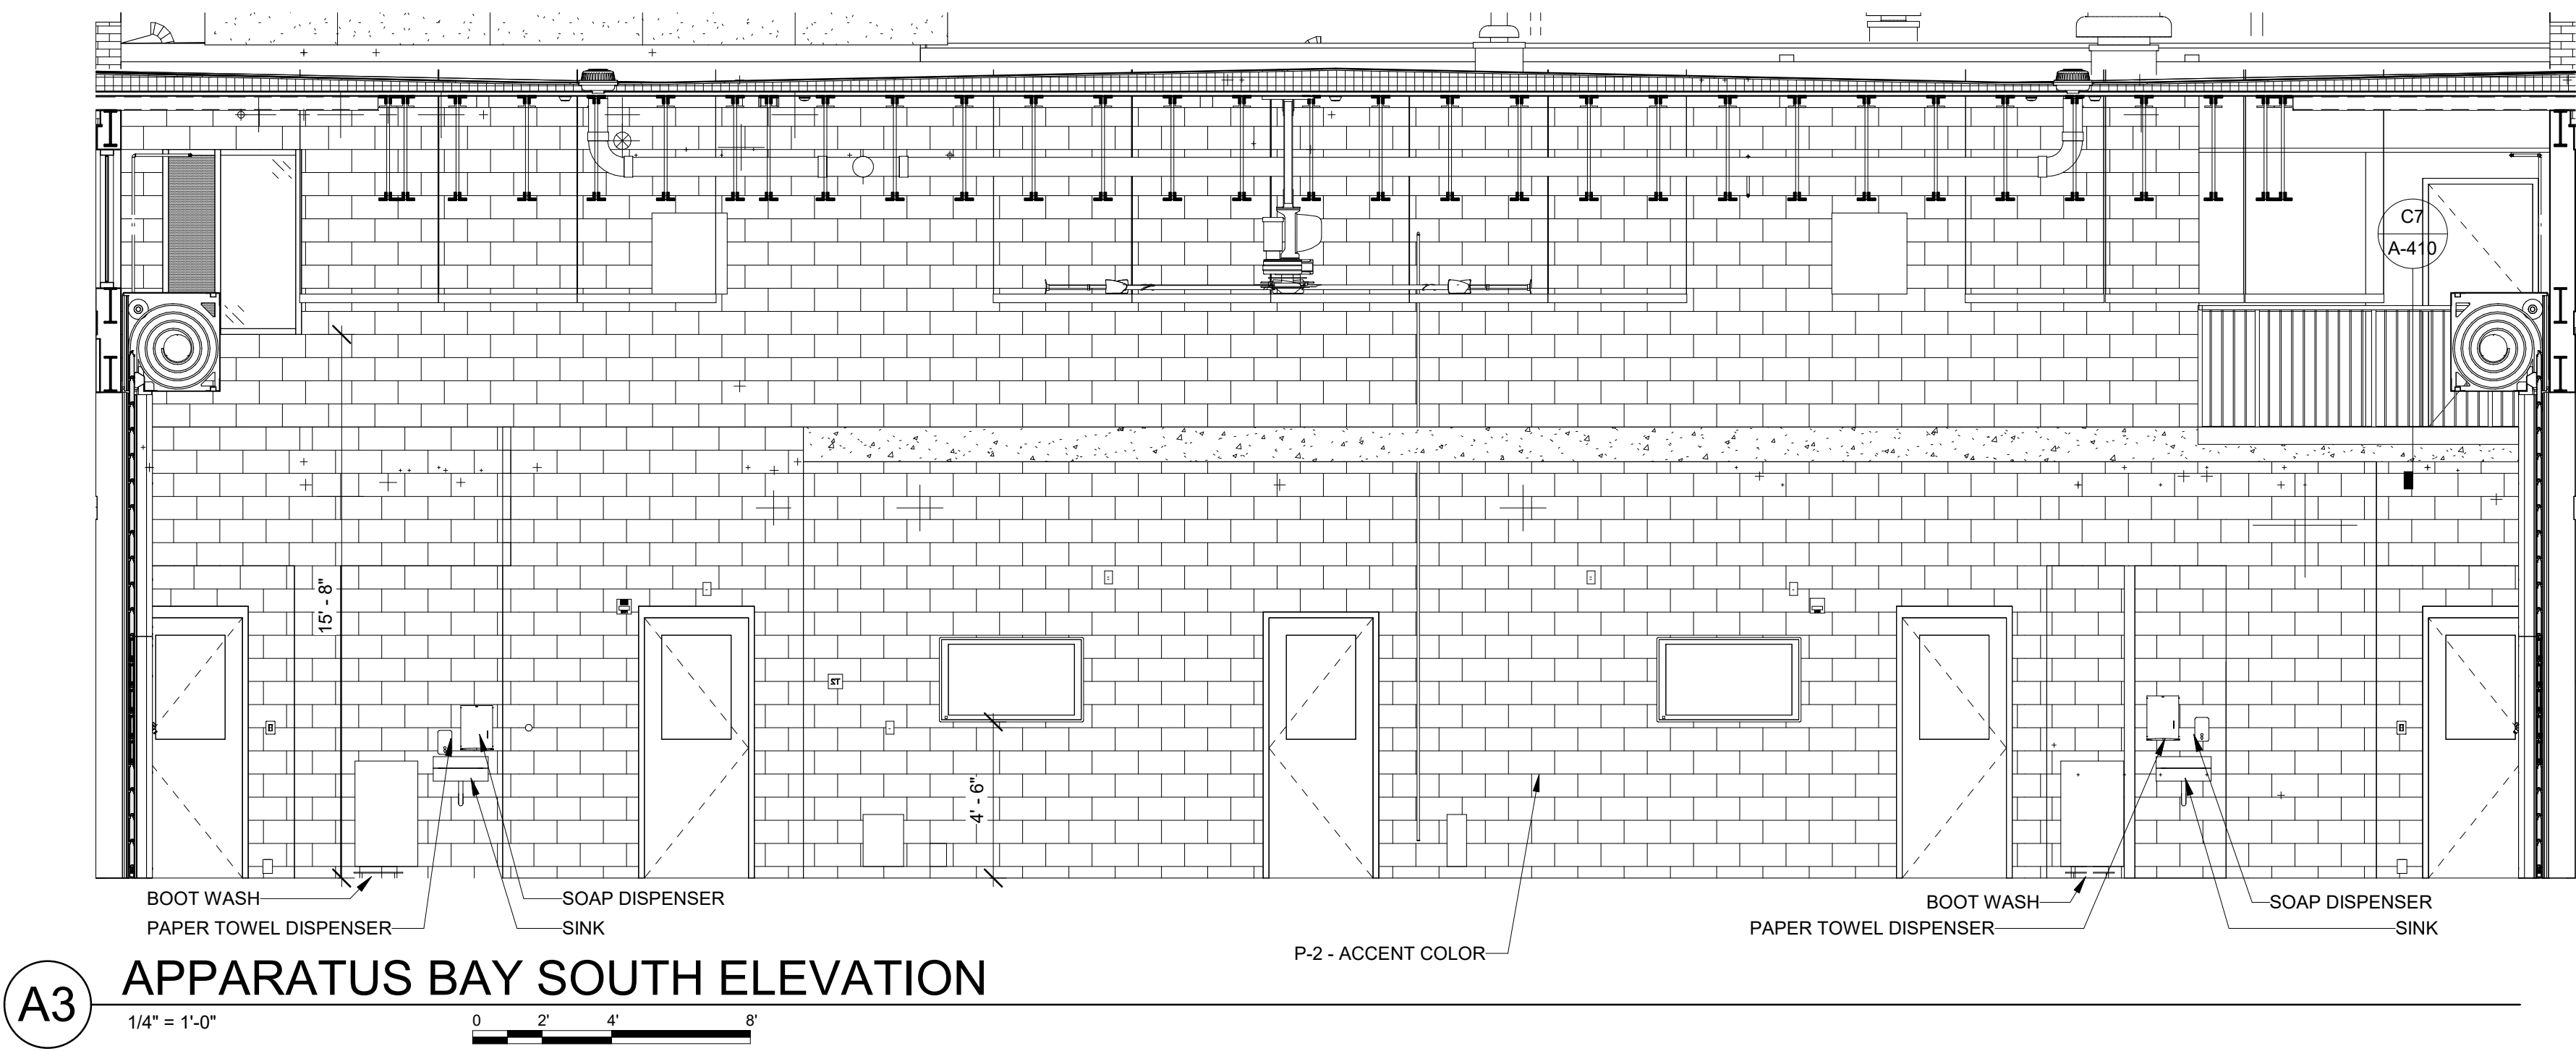 C7
A-410
15' - 8"
T2
4' - 6"
BOOT WASH
SOAP DISPENSER
PAPER TOWEL DISPENSER
SINK
P-2 - ACCENT COLOR
BOOT WASH
SOAP DISPENSER
PAPER TOWEL DISPENSER
SINK
A3
APPARATUS BAY SOUTH ELEVATION
1/4" = 1'-0"
0 2' 4' 8'